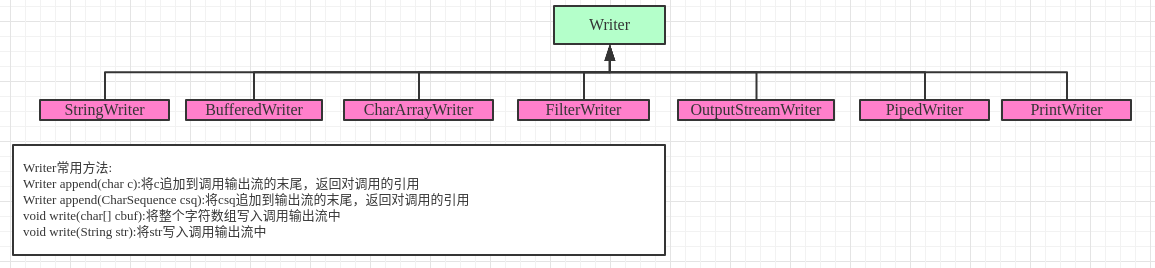 Writer
StringWriter
BufferedWriter
CharArrayWriter
FilterWriter
OutputStreamWriter
PipedWriter
PrintWriter
Writer常用方法:
Writer append(char c):将c追加到调用输出流的末尾，返回对调用的引用
Writer append(CharSequence csq):将csq追加到输出流的末尾，返回对调用的引用
void write(char[] cbuf):将整个字符数组写入调用输出流中
void write(String str):将str写入调用输出流中